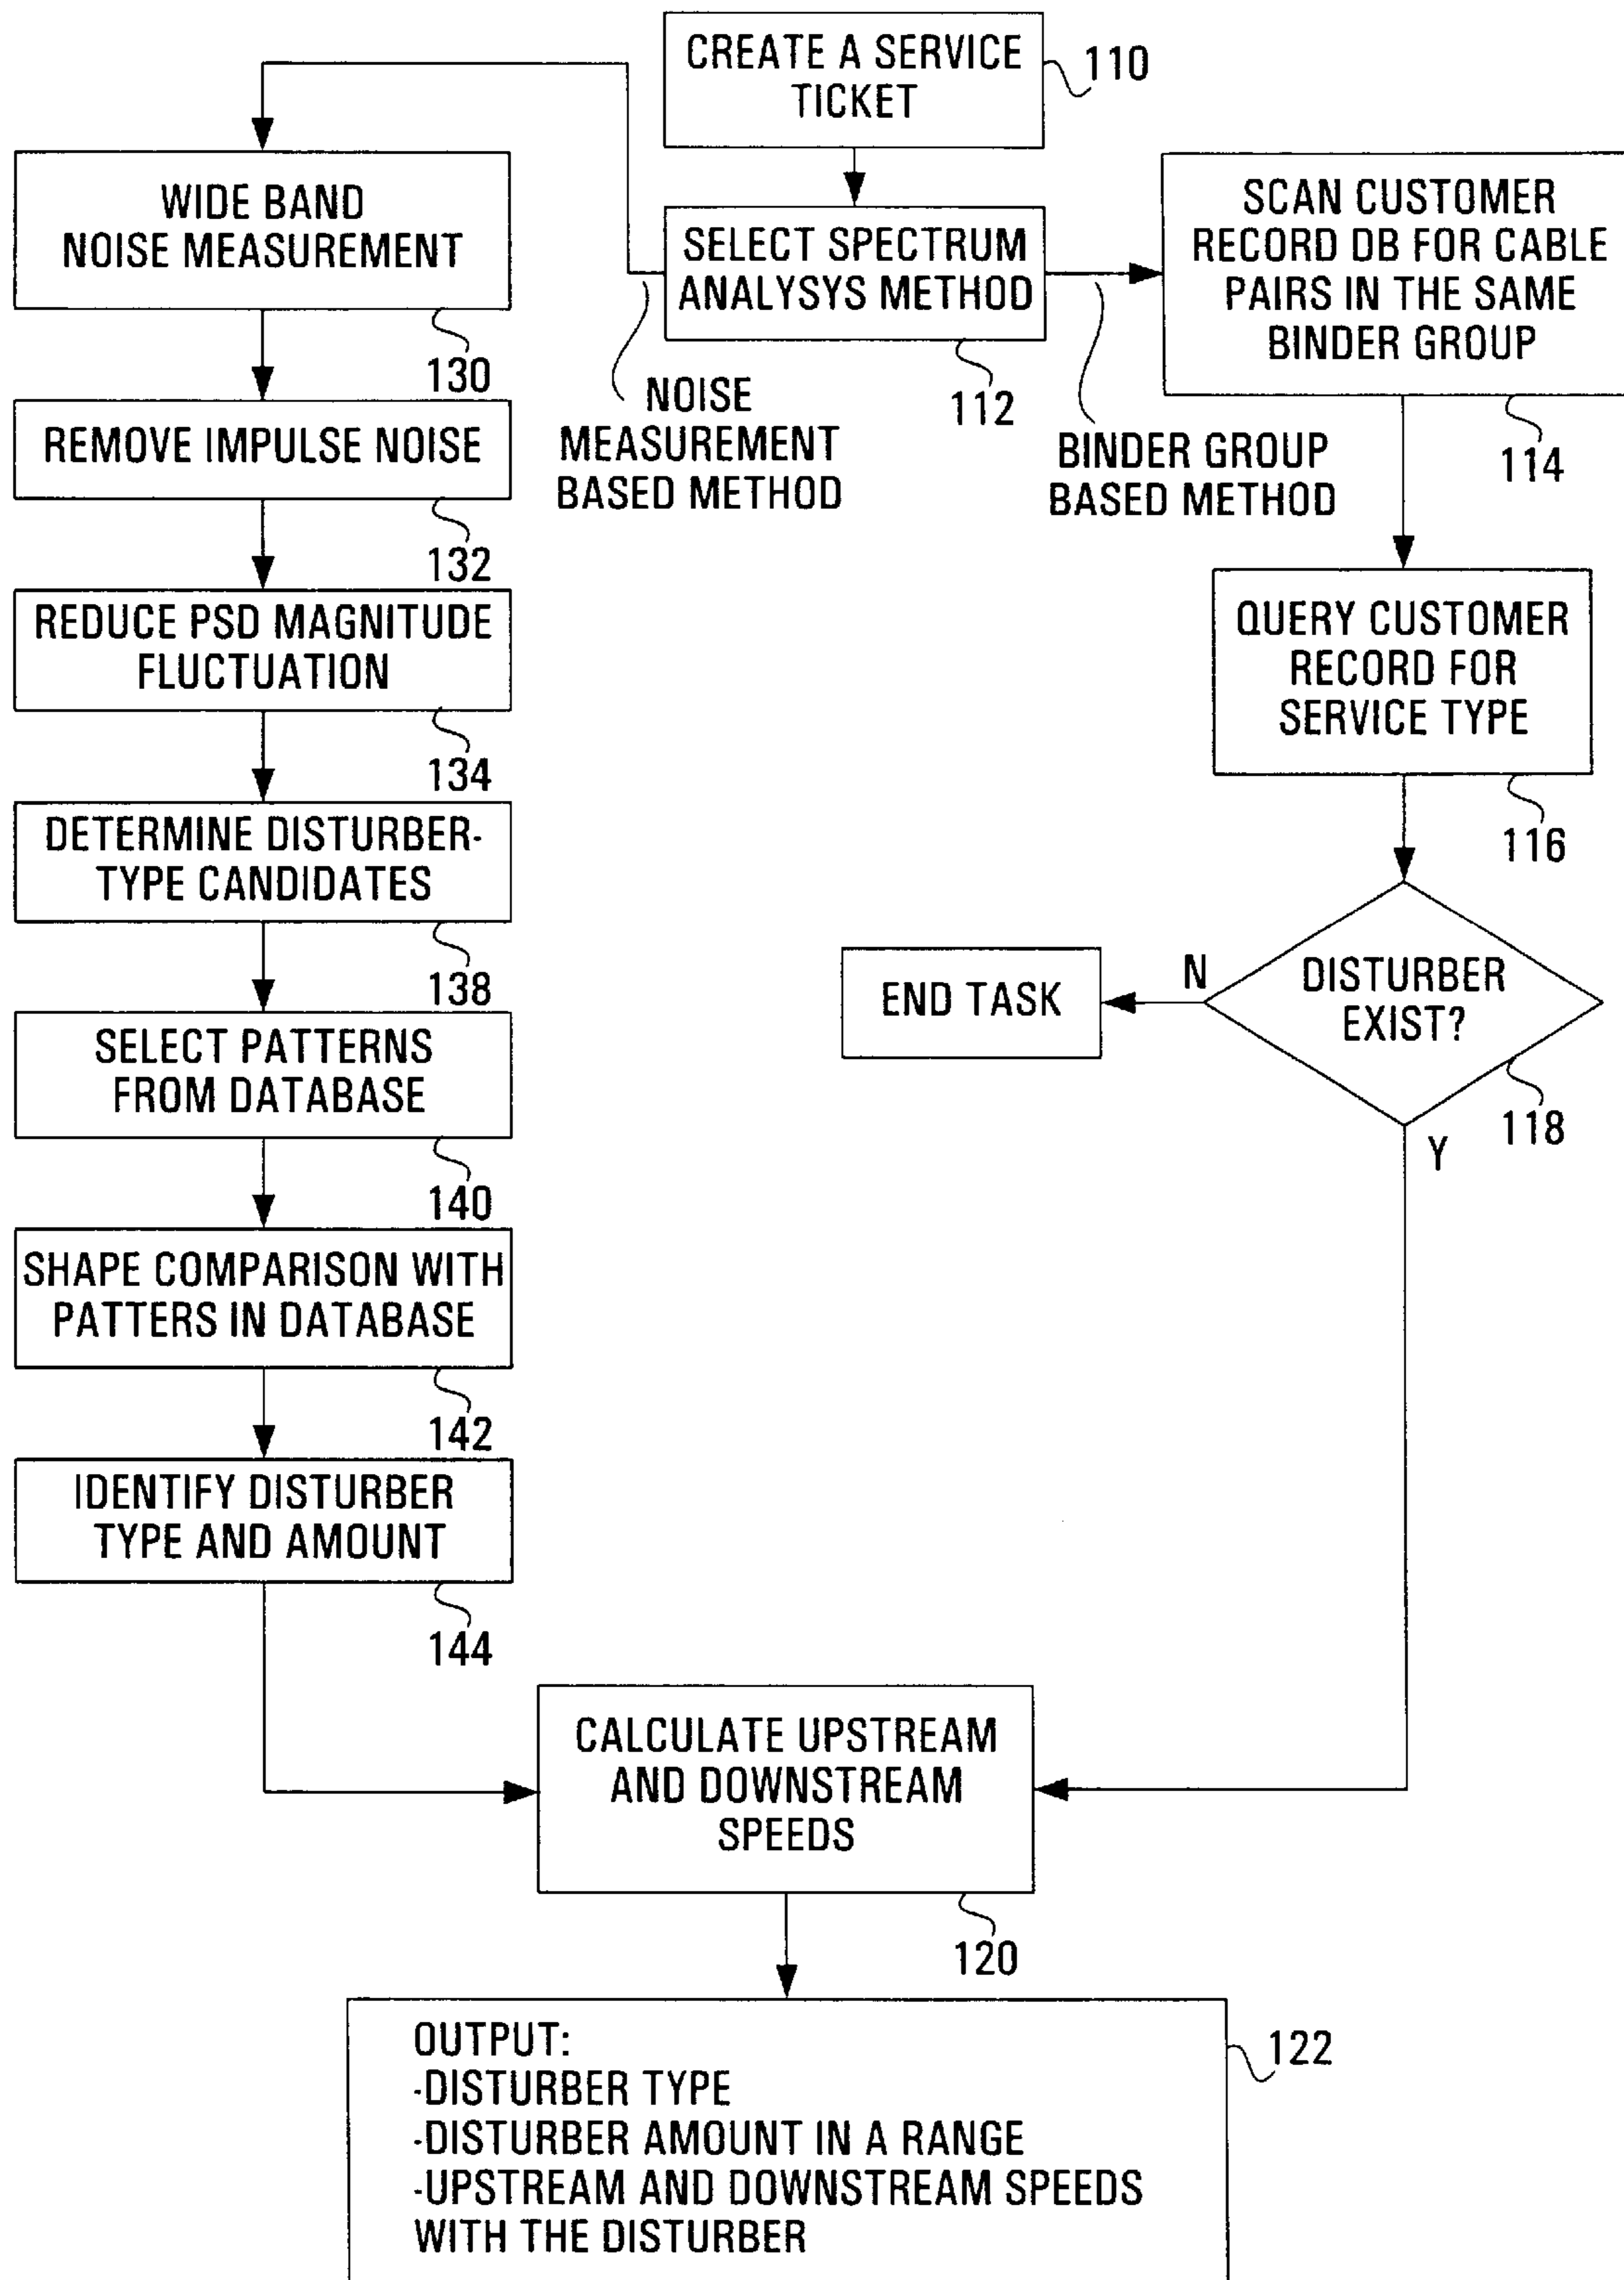 CREATE A SERVICE
TICKET
110
SELECT SPECTRUM
ANALYSYS METHOD
112
NOISE
MEASUREMENT
BASED METHOD
BINDER GROUP
BASED METHOD
WIDE BAND
NOISE MEASUREMENT
130
REMOVE IMPULSE NOISE
132
REDUCE PSD MAGNITUDE
FLUCTUATION
134
DETERMINE DISTURBER-
TYPE CANDIDATES
138
SELECT PATTERNS
FROM DATABASE
140
SHAPE COMPARISON WITH
PATTERS IN DATABASE
142
IDENTIFY DISTURBER
TYPE AND AMOUNT
144
SCAN CUSTOMER
RECORD DB FOR CABLE
PAIRS IN THE SAME
BINDER GROUP
114
QUERY CUSTOMER
RECORD FOR
SERVICE TYPE
116
DISTURBER
EXIST?
118
N
END TASK
Y
CALCULATE UPSTREAM
AND DOWNSTREAM
SPEEDS
120
OUTPUT:
-DISTURBER TYPE
-DISTURBER AMOUNT IN A RANGE
-UPSTREAM AND DOWNSTREAM SPEEDS
WITH THE DISTURBER
122